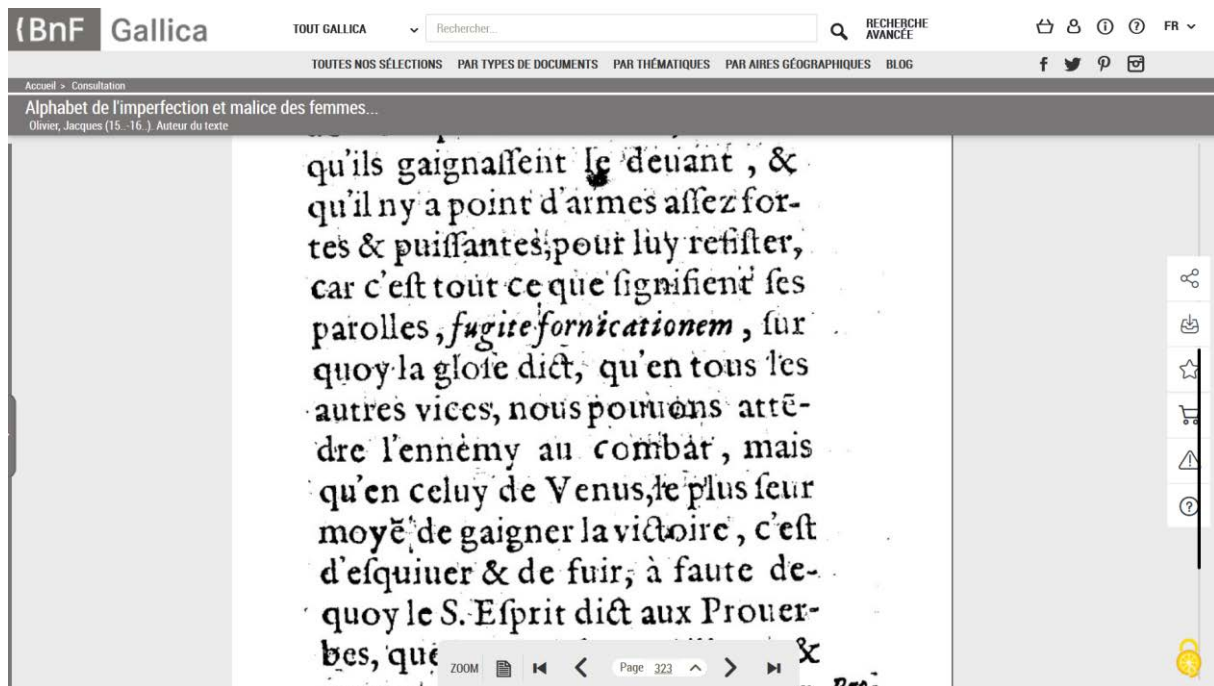 {BnF Gallica
TOUT GALLICA
Rechercher...
RECHERCHE AVANCÉE
FR
TOUTES NOS SÉLECTIONS PAR TYPES DE DOCUMENTS PAR THÉMATIQUES PAR AIRES GÉOGRAPHIQUES BLOG
Accueil > Consultation
Alphabet de l'imperfection et malice des femmes...
Olivier, Jacques (15..-16..). Auteur du texte
qu'ils gaignaſſent le deuant, &
qu'il ny a point d'armes aſſez for-
tes & puiſſantes, pour luy reſiſter,
car c'eſt tout ce que ſignifient ſes
parolles, fugite fornicationem, ſur
quoy la gloſe dict, qu'en tous les
autres vices, nous pouuons attē-
dre l'ennemy au combat, mais
qu'en celuy de Venus, le plus ſeur
moyē de gaigner la victoire, c'eſt
d'eſquiuer & de fuir, à faute de-
quoy le S. Eſprit dict aux Prouer-
bes, que &
ZOOM Page 323